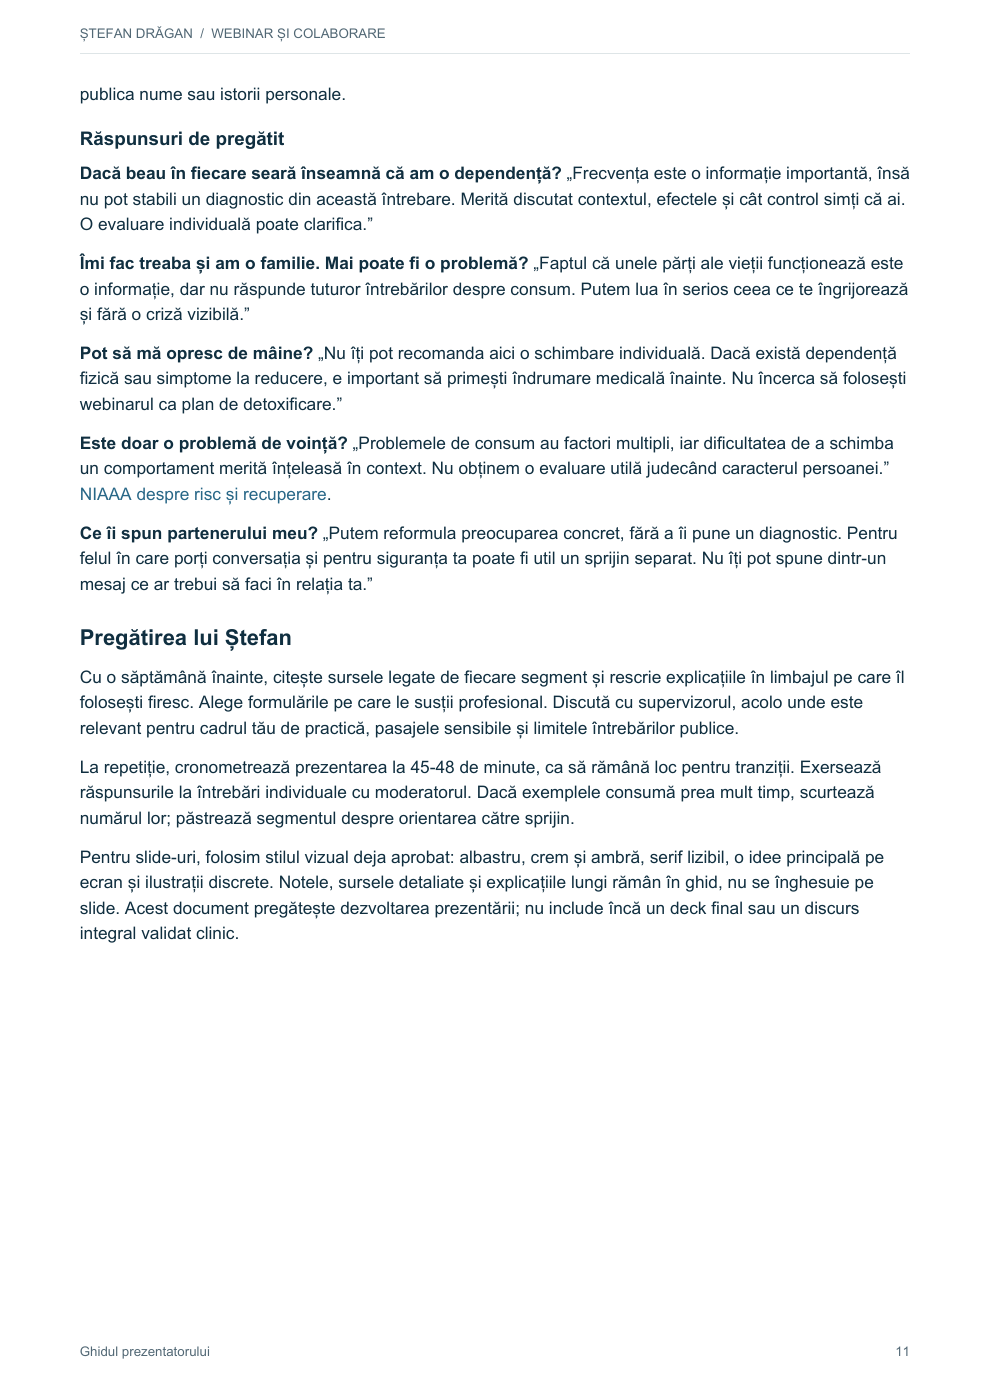 ȘTEFAN DRĂGAN / WEBINAR ȘI COLABORARE
publica nume sau istorii personale.
Răspunsuri de pregătit
Dacă beau în fiecare seară înseamnă că am o dependență? „Frecvența este o informație importantă, însă
nu pot stabili un diagnostic din această întrebare. Merită discutat contextul, efectele și cât control simți că ai.
O evaluare individuală poate clarifica.”
Îmi fac treaba și am o familie. Mai poate fi o problemă? „Faptul că unele părți ale vieții funcționează este
o informație, dar nu răspunde tuturor întrebărilor despre consum. Putem lua în serios ceea ce te îngrijorează
și fără o criză vizibilă.”
Pot să mă opresc de mâine? „Nu îți pot recomanda aici o schimbare individuală. Dacă există dependență
fizică sau simptome la reducere, e important să primești îndrumare medicală înainte. Nu încerca să folosești
webinarul ca plan de detoxificare.”
Este doar o problemă de voință? „Problemele de consum au factori multipli, iar dificultatea de a schimba
un comportament merită înțeleasă în context. Nu obținem o evaluare utilă judecând caracterul persoanei.”
NIAAA despre risc și recuperare.
Ce îi spun partenerului meu? „Putem reformula preocuparea concret, fără a îi pune un diagnostic. Pentru
felul în care porți conversația și pentru siguranța ta poate fi util un sprijin separat. Nu îți pot spune dintr-un
mesaj ce ar trebui să faci în relația ta.”
Pregătirea lui Ștefan
Cu o săptămână înainte, citește sursele legate de fiecare segment și rescrie explicațiile în limbajul pe care îl
folosești firesc. Alege formulările pe care le susții profesional. Discută cu supervizorul, acolo unde este
relevant pentru cadrul tău de practică, pasajele sensibile și limitele întrebărilor publice.
La repetiție, cronometrează prezentarea la 45-48 de minute, ca să rămână loc pentru tranziții. Exersează
răspunsurile la întrebări individuale cu moderatorul. Dacă exemplele consumă prea mult timp, scurtează
numărul lor; păstrează segmentul despre orientarea către sprijin.
Pentru slide-uri, folosim stilul vizual deja aprobat: albastru, crem și ambră, serif lizibil, o idee principală pe
ecran și ilustrații discrete. Notele, sursele detaliate și explicațiile lungi rămân în ghid, nu se înghesuie pe
slide. Acest document pregătește dezvoltarea prezentării; nu include încă un deck final sau un discurs
integral validat clinic.
Ghidul prezentatorului 11